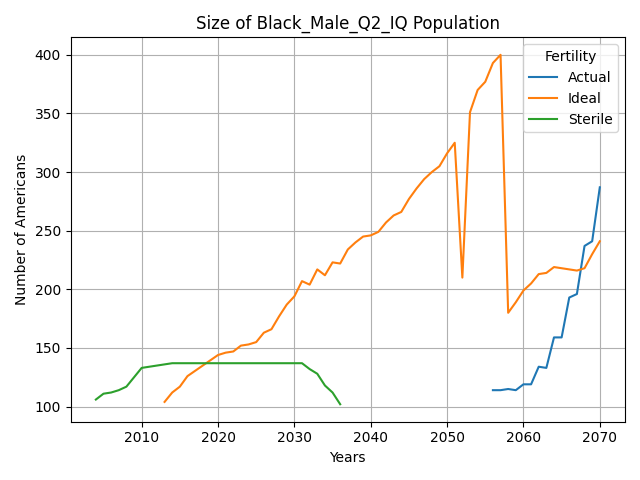 Size of Black_Male_Q2_IQ Population
Number of Americans
400
350
300
250
200
150
100
Fertility
Actual
Ideal
Sterile
2010 2020 2030 2040 2050 2060 2070
Years